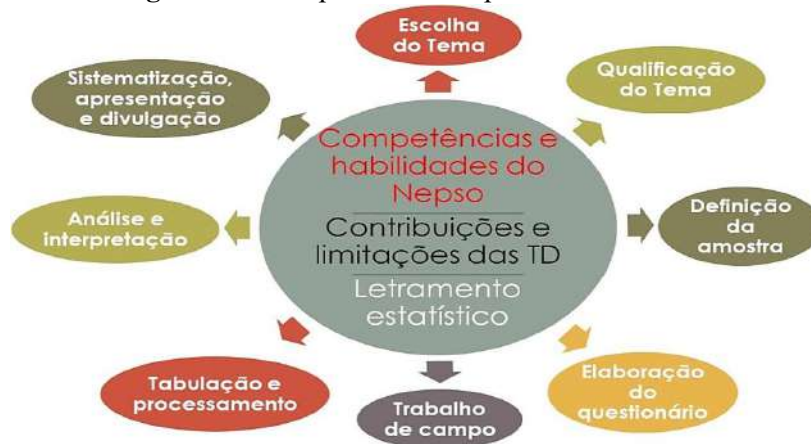 Escolha
do Tema
Qualificação
do Tema
Definição
da
amostra
Elaboração
do
questionário
Trabalho
de campo
Tabulação e
processamento
Análise e
interpretação
Sistematização,
apresentação
e divulgação
Competências e
habilidades do
Nepso
Contribuições e
limitações das TD
Letramento
estatístico